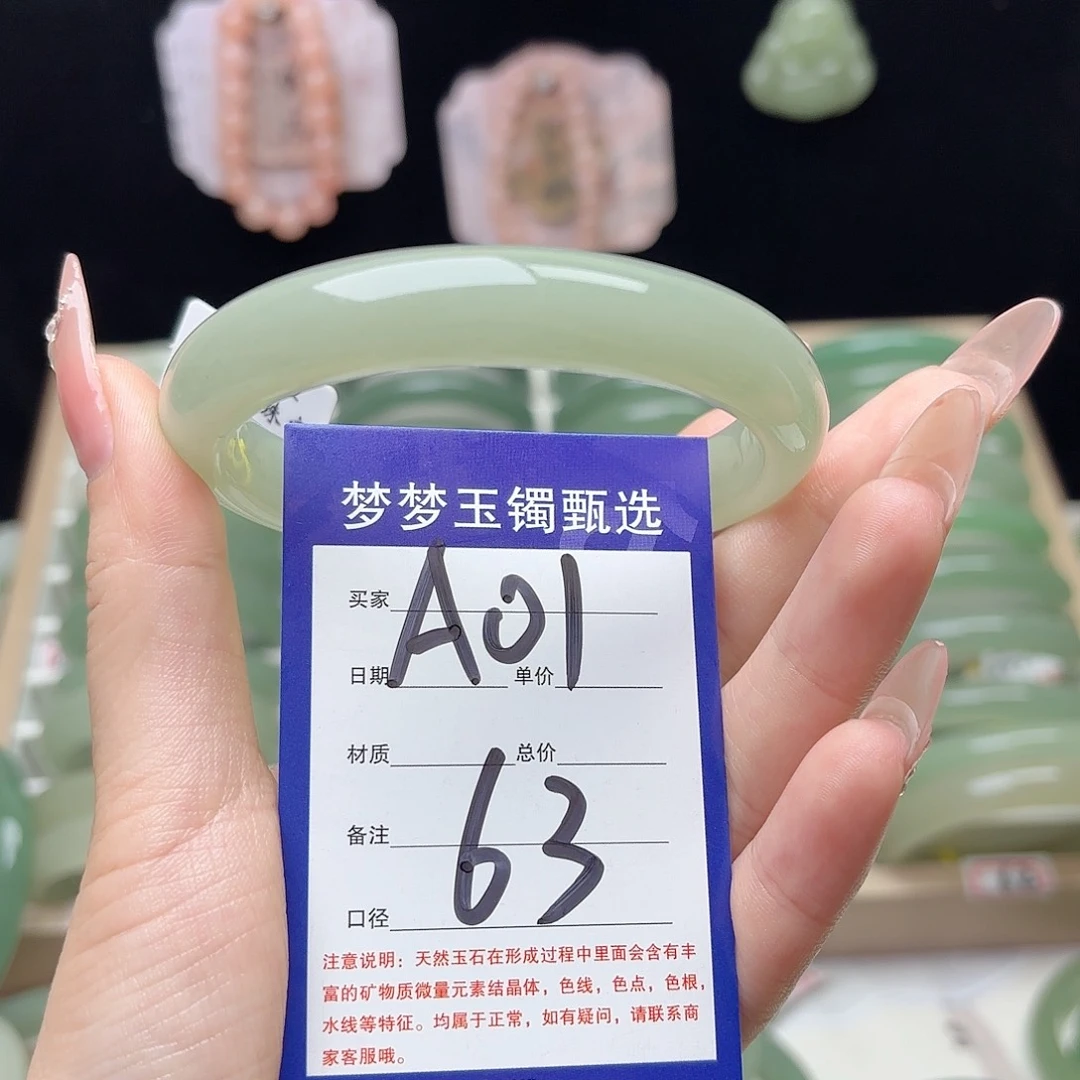 梦梦玉镯甄选
买家 A01
日期 单价
材质 总价
备注
口径 63
注意说明：天然玉石在形成过程中里面会含有丰
富的矿物质微量元素结晶体，色线，色点，色根，
水线等特征。均属于正常，如有疑问，请联系商
家客服哦。